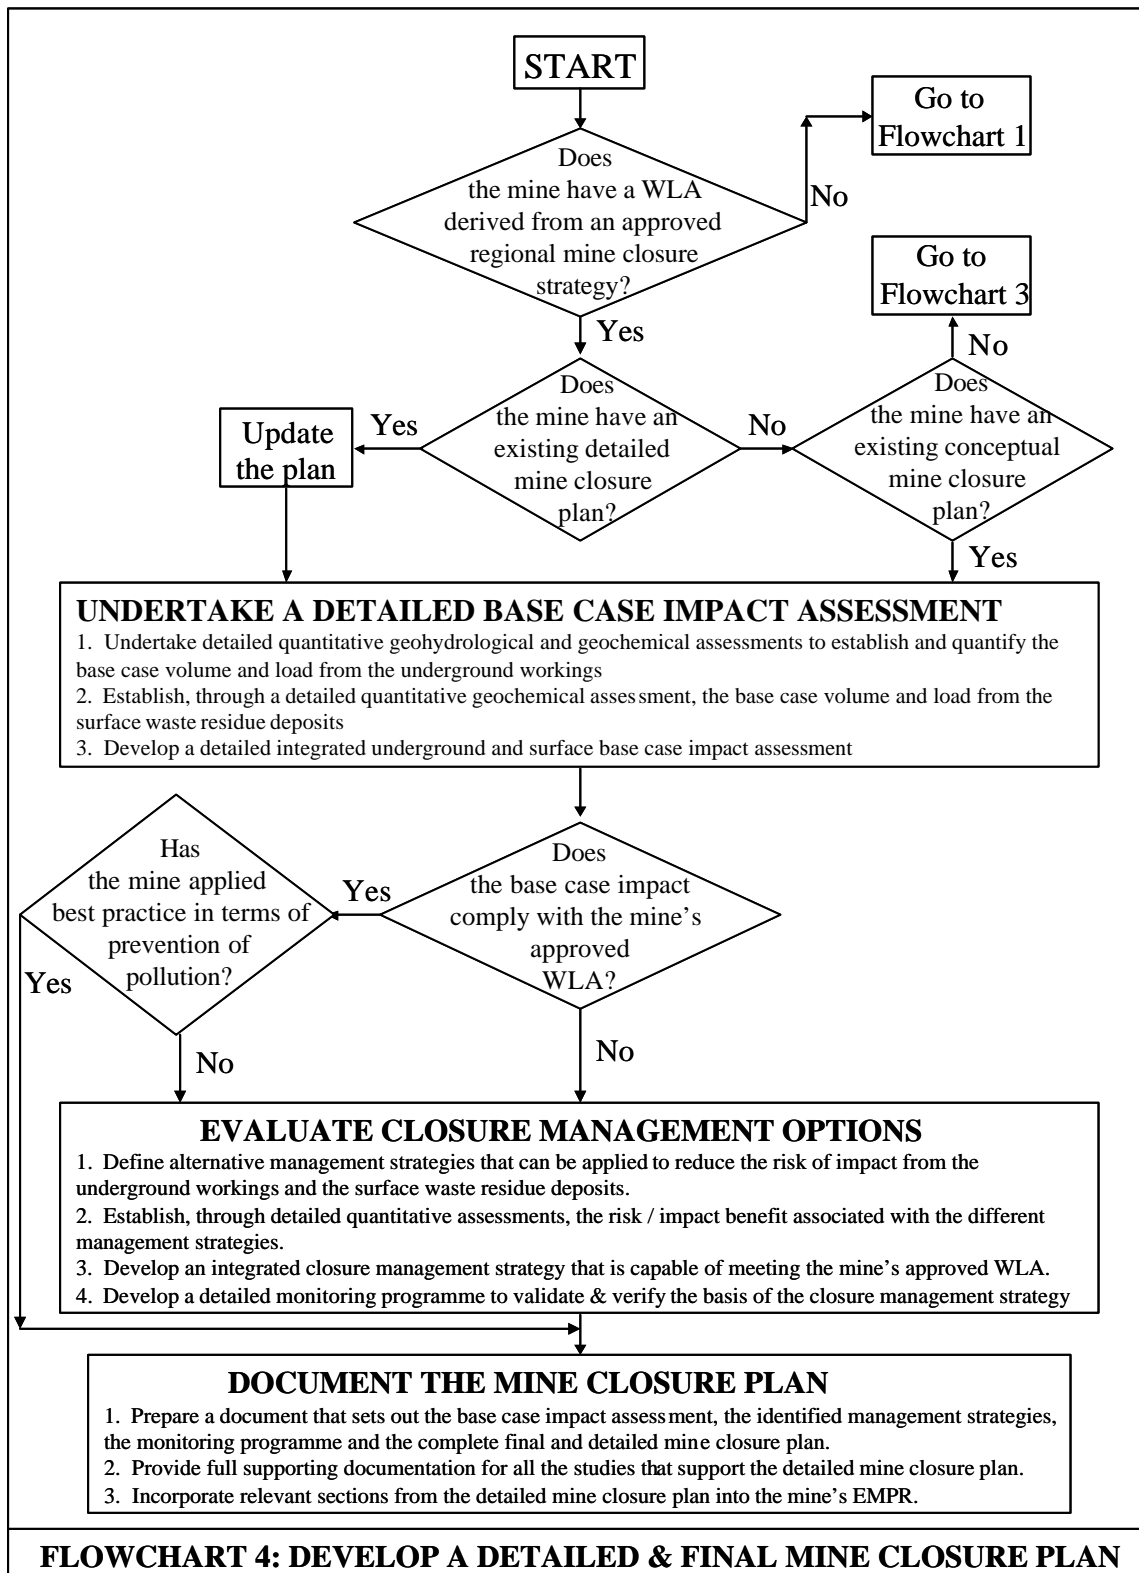 START
Go to
Flowchart 1
Does
the mine have a WLA
derived from an approved
regional mine closure
strategy?
No
Go to
Flowchart 3
Yes
No
Does
the mine have an
existing detailed
mine closure
plan?
Yes
Update
the plan
No
Does
the mine have an
existing conceptual
mine closure
plan?
Yes
UNDERTAKE A DETAILED BASE CASE IMPACT ASSESSMENT
1. Undertake detailed quantitative geohydrological and geochemical assessments to establish and quantify the
base case volume and load from the underground workings
2. Establish, through a detailed quantitative geochemical assessment, the base case volume and load from the
surface waste residue deposits
3. Develop a detailed integrated underground and surface base case impact assessment
Has
the mine applied
best practice in terms of
prevention of
pollution?
Yes
Does
the base case impact
comply with the mine's
approved
WLA?
Yes
No
No
EVALUATE CLOSURE MANAGEMENT OPTIONS
1. Define alternative management strategies that can be applied to reduce the risk of impact from the
underground workings and the surface waste residue deposits.
2. Establish, through detailed quantitative assessments, the risk / impact benefit associated with the different
management strategies.
3. Develop an integrated closure management strategy that is capable of meeting the mine's approved WLA.
4. Develop a detailed monitoring programme to validate & verify the basis of the closure management strategy
DOCUMENT THE MINE CLOSURE PLAN
1. Prepare a document that sets out the base case impact assessment, the identified management strategies,
the monitoring programme and the complete final and detailed mine closure plan.
2. Provide full supporting documentation for all the studies that support the detailed mine closure plan.
3. Incorporate relevant sections from the detailed mine closure plan into the mine's EMPR.
FLOWCHART 4: DEVELOP A DETAILED & FINAL MINE CLOSURE PLAN